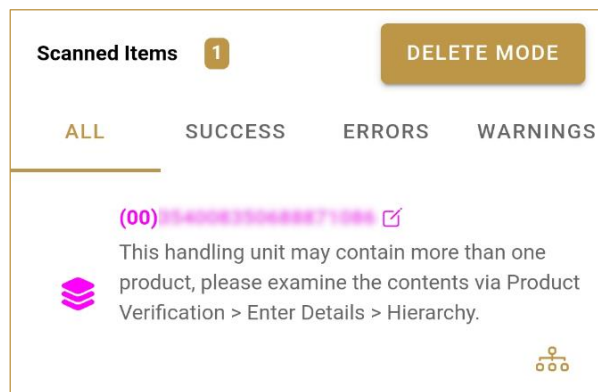 Scanned Items 1 DELETE MODE
ALL SUCCESS ERRORS WARNINGS
(00)
This handling unit may contain more than one
product, please examine the contents via Product
Verification > Enter Details > Hierarchy.